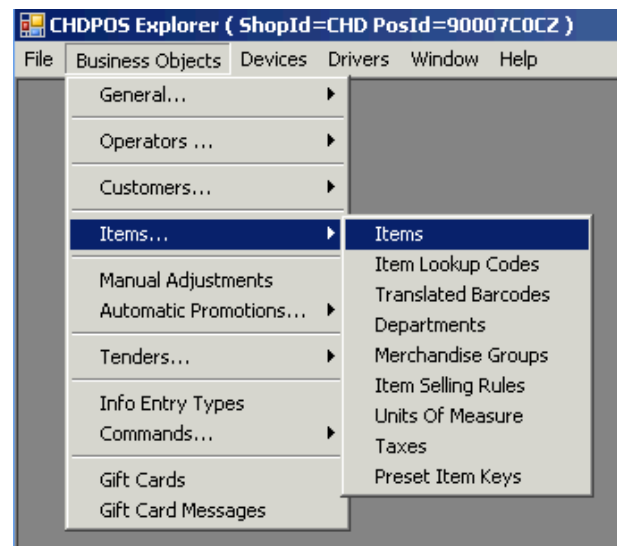 CHDPOS Explorer ( ShopId=CHD PosId=90007C0CZ )
File Business Objects Devices Drivers Window Help
General...
Operators ...
Customers...
Items...
Manual Adjustments
Automatic Promotions...
Tenders...
Info Entry Types
Commands...
Gift Cards
Gift Card Messages
Items
Item Lookup Codes
Translated Barcodes
Departments
Merchandise Groups
Item Selling Rules
Units Of Measure
Taxes
Preset Item Keys